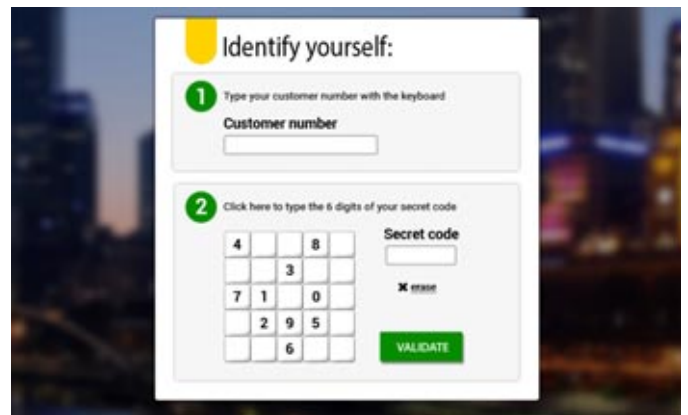 Identify yourself:
1 Type your customer number with the keyboard
Customer number
2 Click here to type the 6 digits of your secret code
Secret code
4 8
3
erase
7 1 0
2 9 5
6
VALIDATE